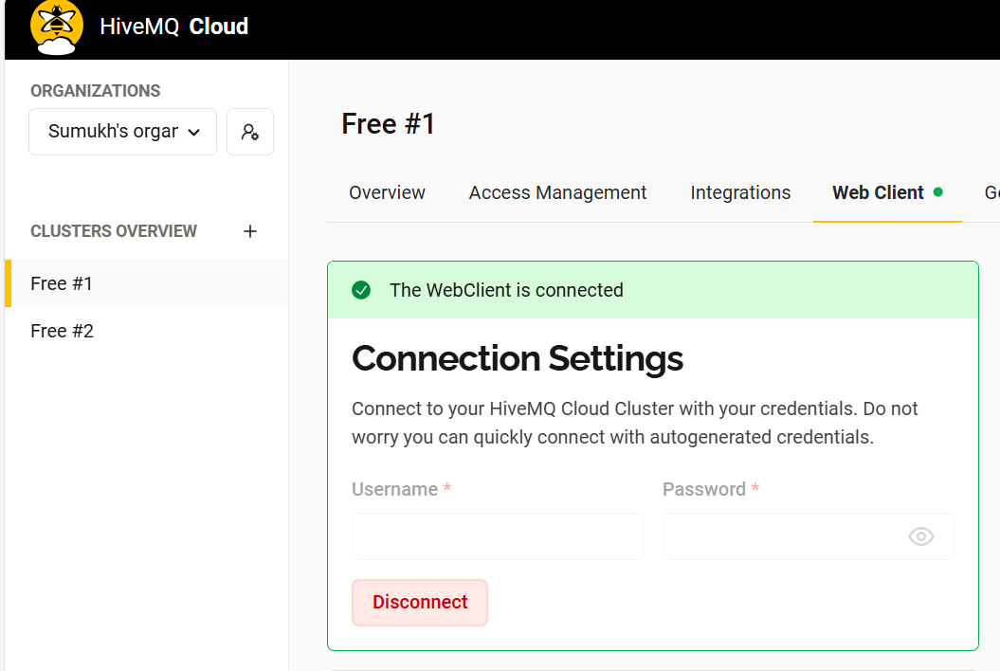 HiveMQ Cloud
ORGANIZATIONS
Sumukh's orgar
CLUSTERS OVERVIEW +
Free #1
Free #2
Free #1
Overview Access Management Integrations Web Client
The WebClient is connected
Connection Settings
Connect to your HiveMQ Cloud Cluster with your credentials. Do not
worry you can quickly connect with autogenerated credentials.
Username * Password *
Disconnect